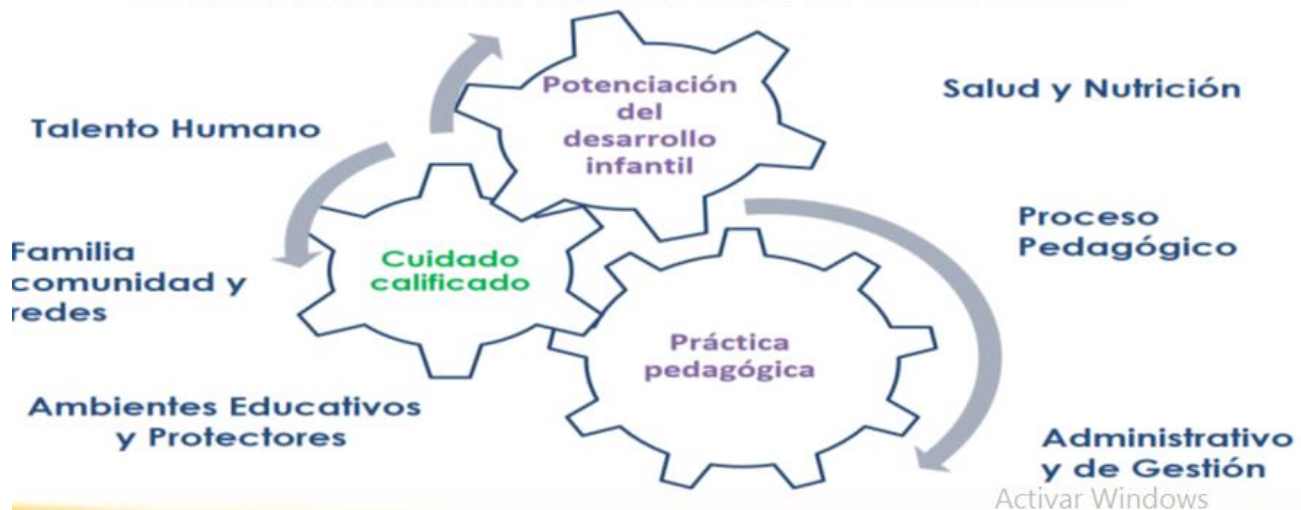 Potenciación
del
desarrollo
infantil
Salud y Nutrición
Talento Humano
Proceso
Pedagógico
Familia
comunidad y
redes
Cuidado
calificado
Práctica
pedagógica
Ambientes Educativos
y Protectores
Administrativo
y de Gestión
Activar Windows